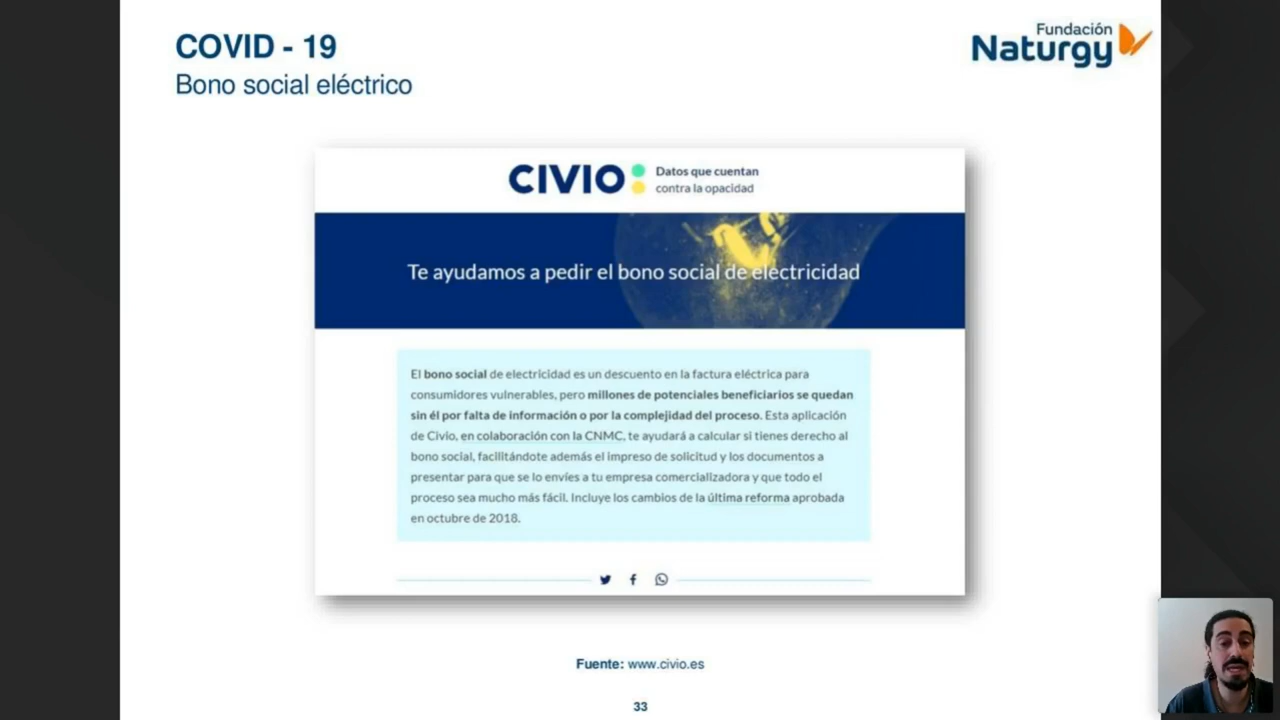 COVID - 19
Bono social eléctrico
Fundación
Naturgy
CIVIO
Datos que cuentan
contra la opacidad
Te ayudamos a pedir el bono social de electricidad
El bono social de electricidad es un descuento en la factura eléctrica para
consumidores vulnerables, pero millones de potenciales beneficiarios se quedan
sin él por falta de información o por la complejidad del proceso. Esta aplicación
de Civio, en colaboración con la CNMC, te ayudará a calcular si tienes derecho al
bono social, facilitándote además el impreso de solicitud y los documentos a
presentar para que se lo envíes a tu empresa comercializadora y que todo el
proceso sea mucho más fácil. Incluye los cambios de la última reforma aprobada
en octubre de 2018.
Fuente: www.civio.es
33